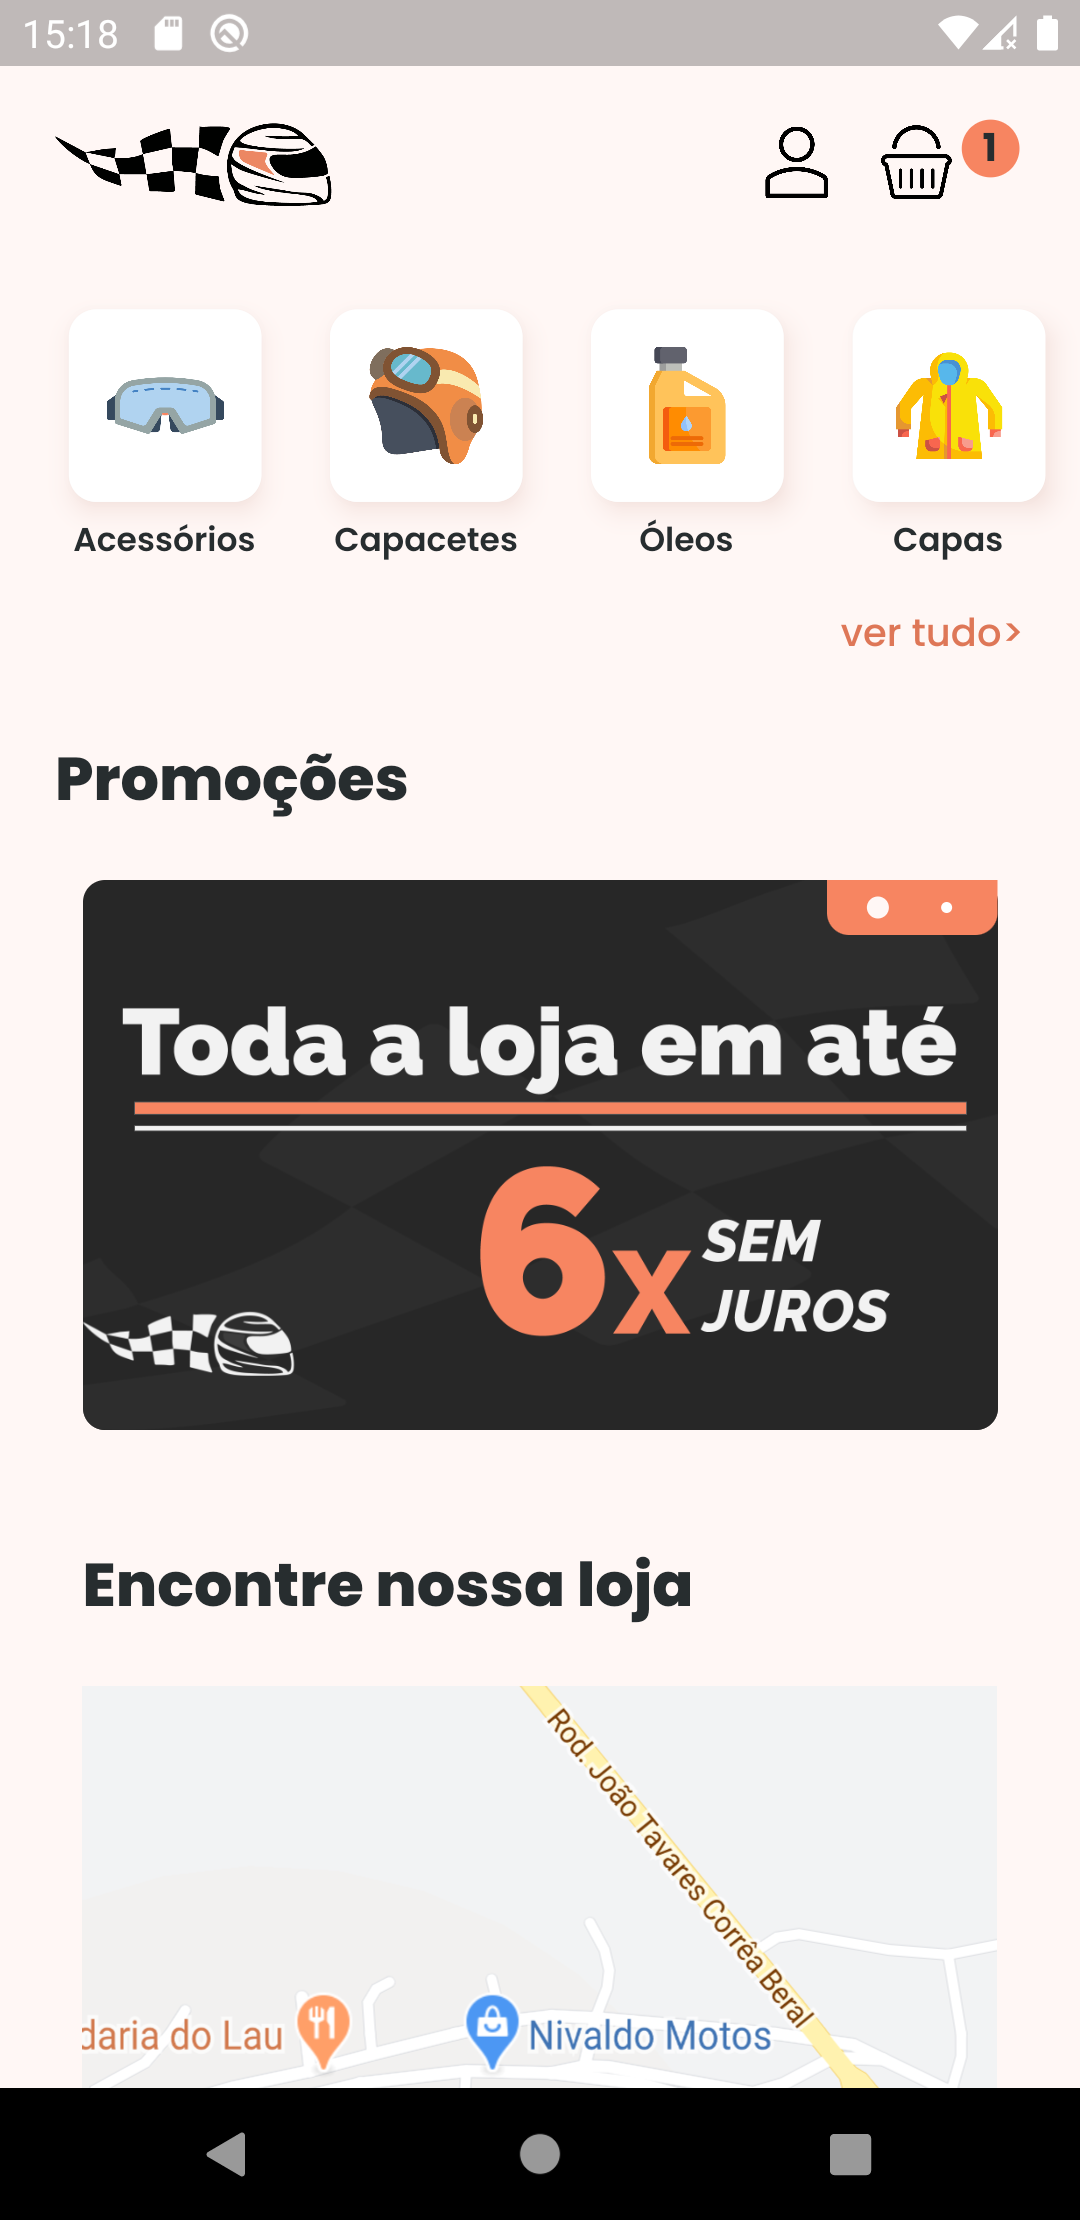 15:18
1
Acessórios
Capacetes
Óleos
Capas
ver tudo>
Promoções
Toda a loja em até
6x SEM
JUROS
Encontre nossa loja
Rod. João Tavares Corrêa Beral
daria do Lau
Nivaldo Motos